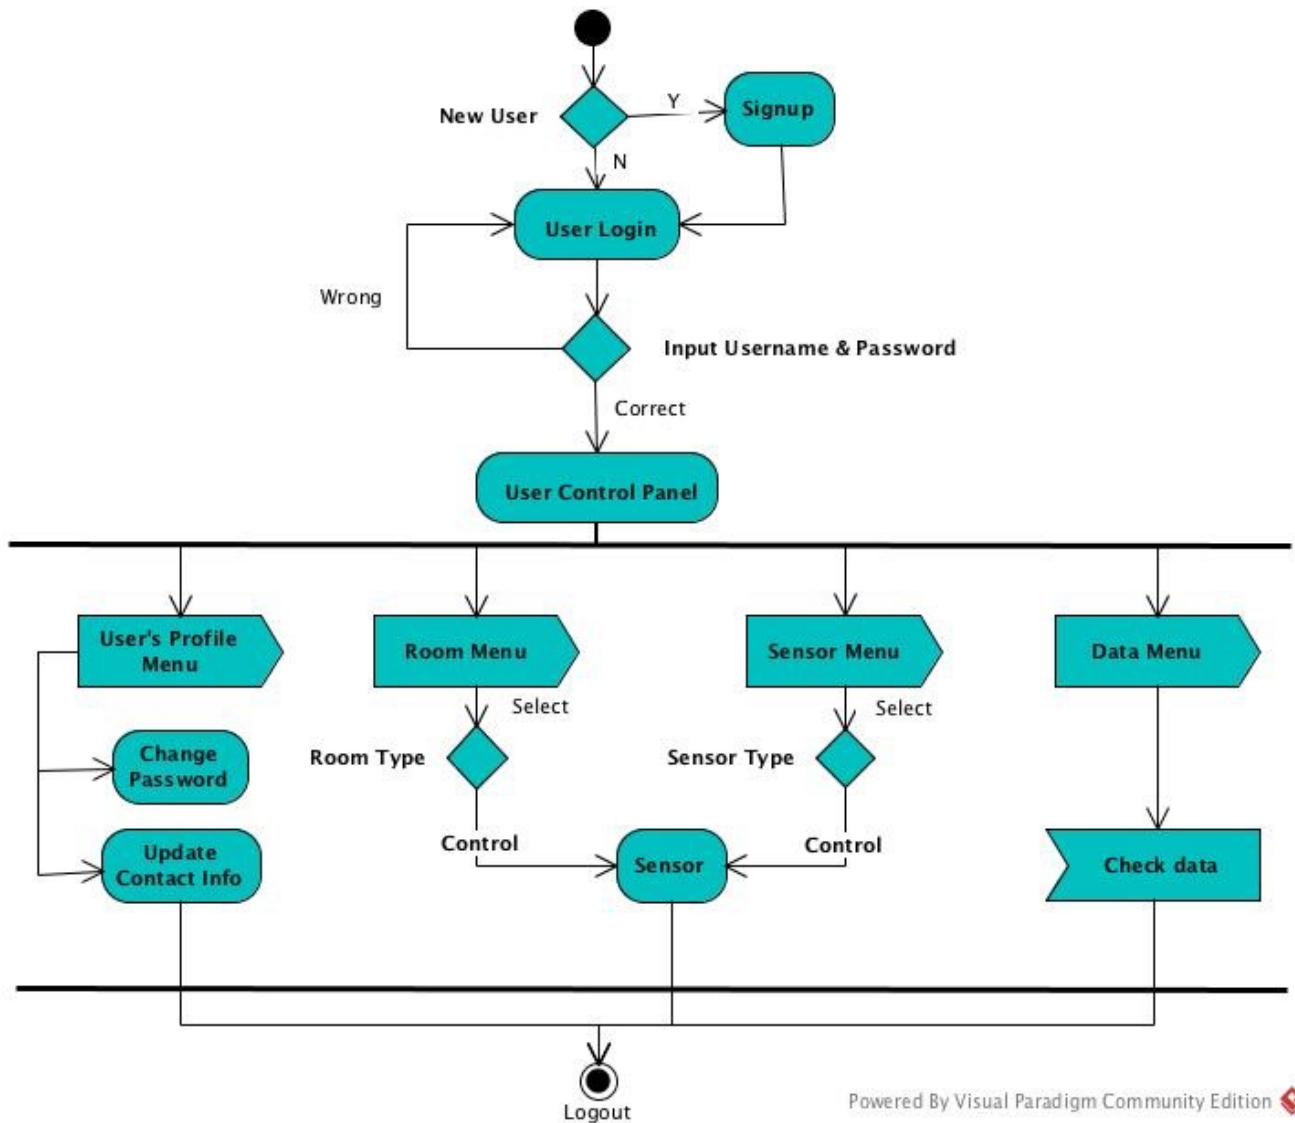 New User
Y
Signup
N
User Login
Wrong
Input Username & Password
Correct
User Control Panel
User's Profile
Menu
Room Menu
Sensor Menu
Data Menu
Select
Select
Change
Password
Room Type
Sensor Type
Control
Control
Update
Contact Info
Sensor
Check data
Logout
Powered By Visual Paradigm Community Edition